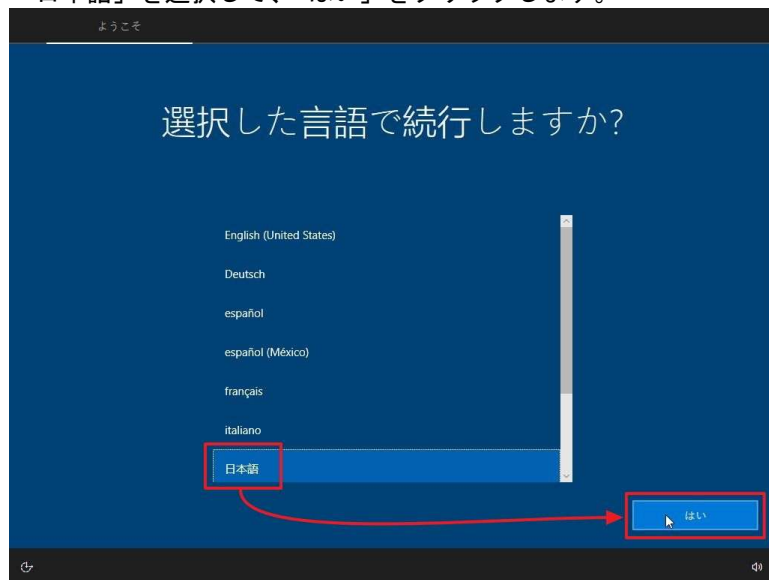 日本語」を選択して、「はい」をクリックします。
ようこそ
選択した言語で続行しますか?
English (United States)
Deutsch
español
español (México)
français
italiano
日本語
はい